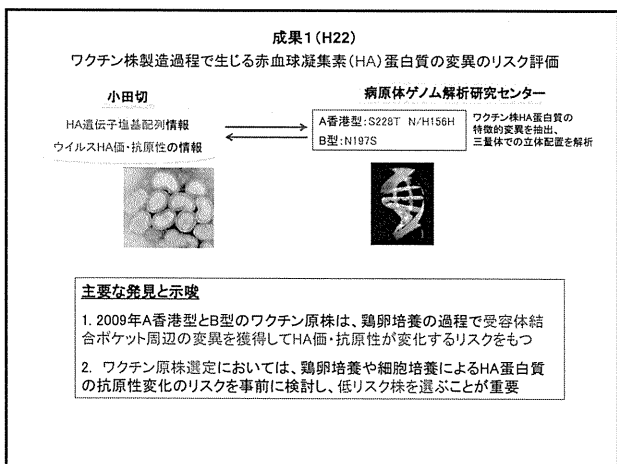 成果1(H22)
ワクチン株製造過程で生じる赤血球凝集素(HA)蛋白質の変異のリスク評価
小田切
HA遺伝子塩基配列情報
ウイルスHA価・抗原性の情報
病原体ゲノム解析研究センター
A香港型:S228T N/H156H
B型:N197S
ワクチン株HA蛋白質の
特徴的変異を抽出、
三量体での立体配置を解析
主要な発見と示唆
1. 2009年A香港型とB型のワクチン原株は、鶏卵培養の過程で受容体結
合ポケット周辺の変異を獲得してHA価・抗原性が変化するリスクをもつ
2. ワクチン原株選定においては、鶏卵培養や細胞培養によるHA蛋白質
の抗原性変化のリスクを事前に検討し、低リスク株を選ぶことが重要